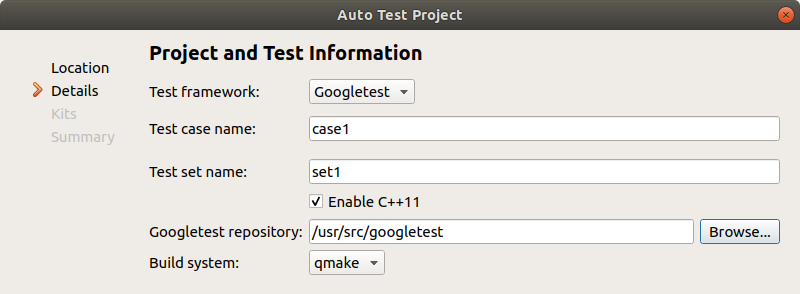 Auto Test Project
Location
Details
Kits
Summary
Project and Test Information
Test framework: Googletest
Test case name: case1
Test set name: set1
Enable C++11
Googletest repository: /usr/src/googletest Browse...
Build system: qmake